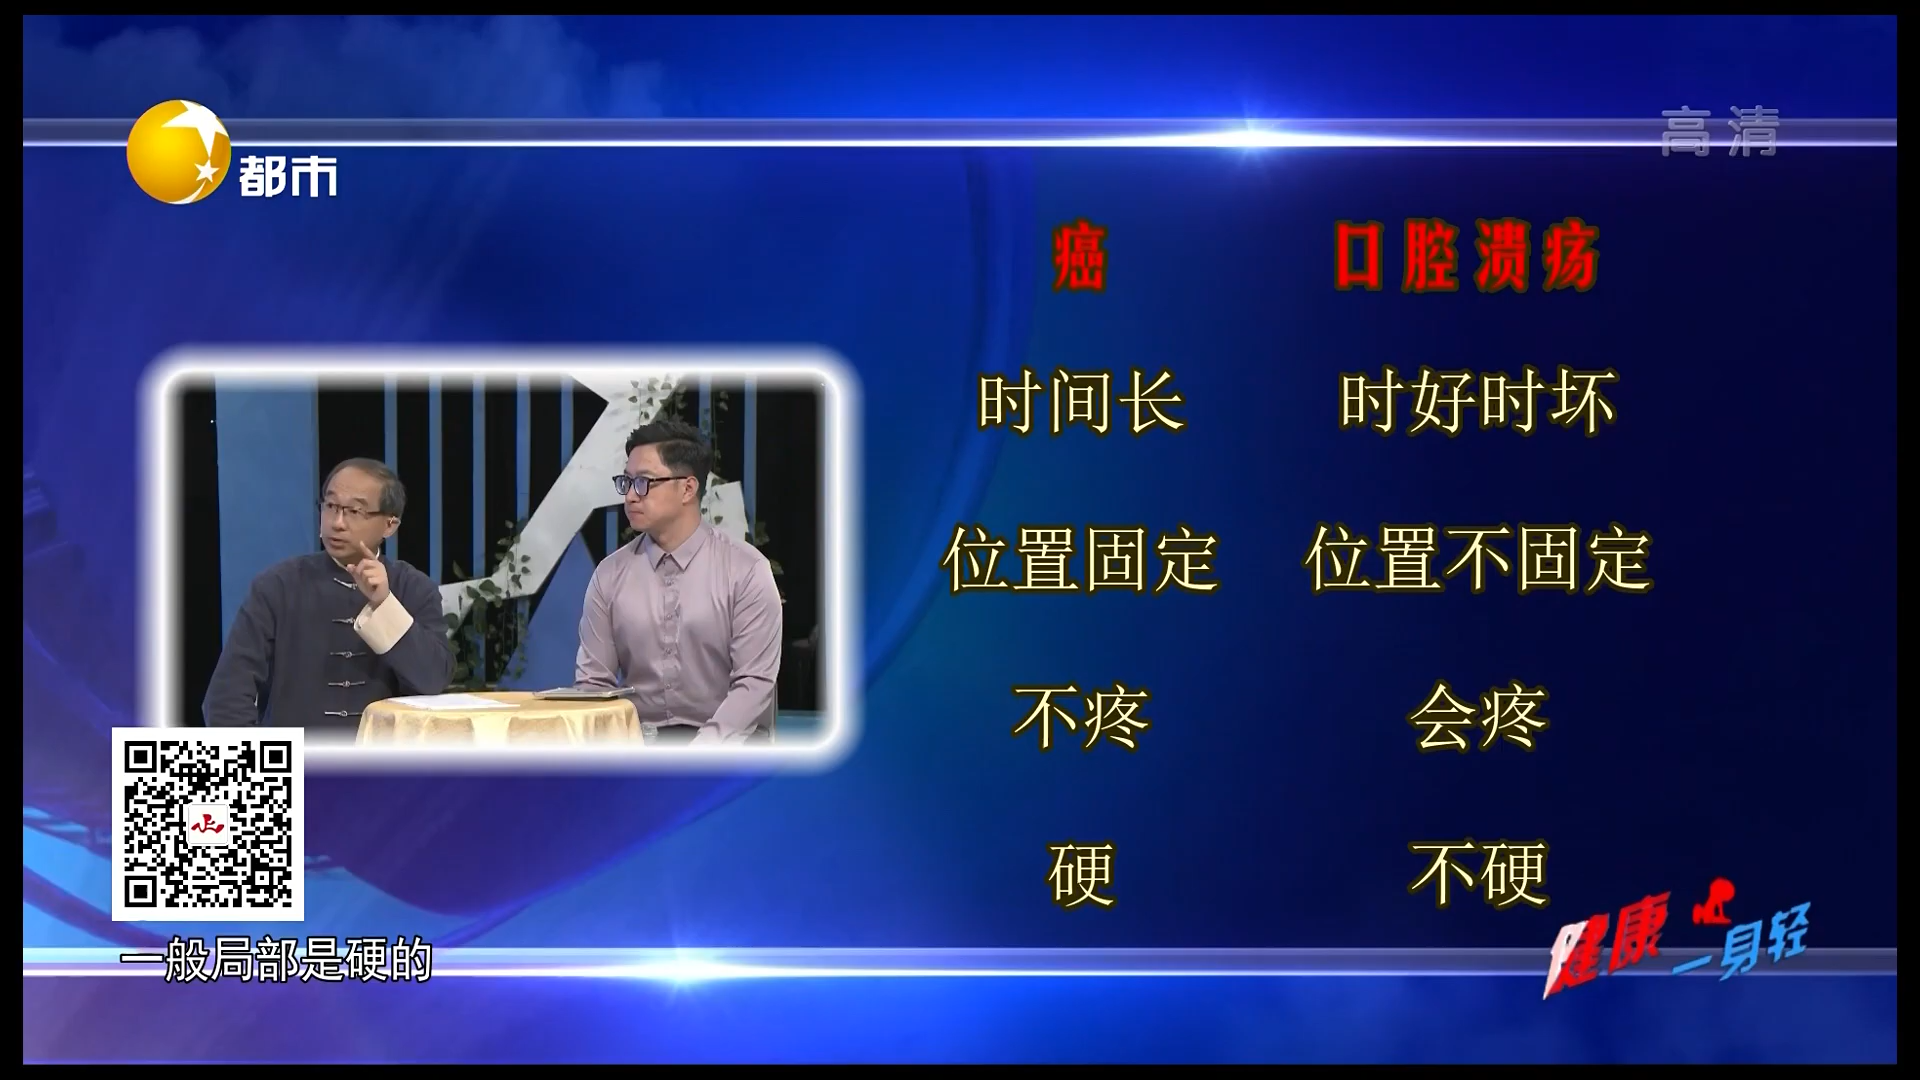 都市
高清
癌 口腔溃疡
时间长 时好时坏
位置固定 位置不固定
不疼 会疼
硬 不硬
健康一身轻
一般局部是硬的